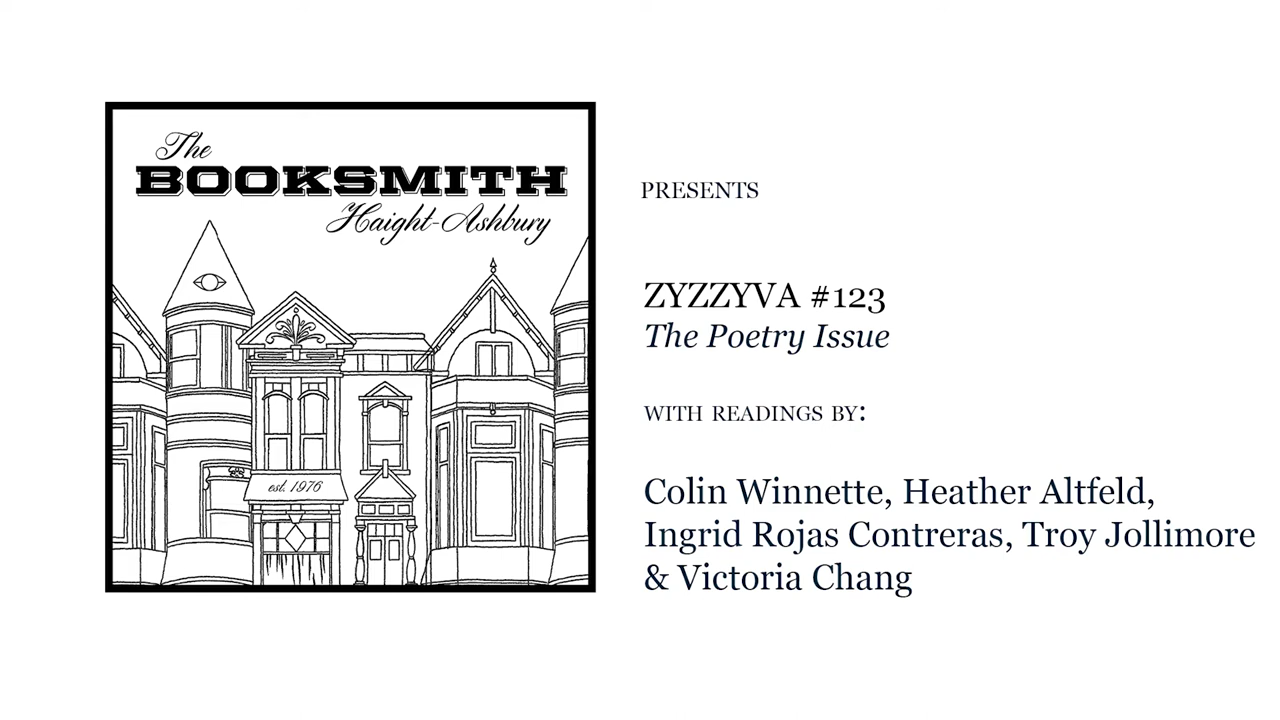 The
BOOKSMITH
Haight-Ashbury
est. 1976
PRESENTS
ZYZZYVA #123
The Poetry Issue
WITH READINGS BY:
Colin Winnette, Heather Altfeld,
Ingrid Rojas Contreras, Troy Jollimore
& Victoria Chang